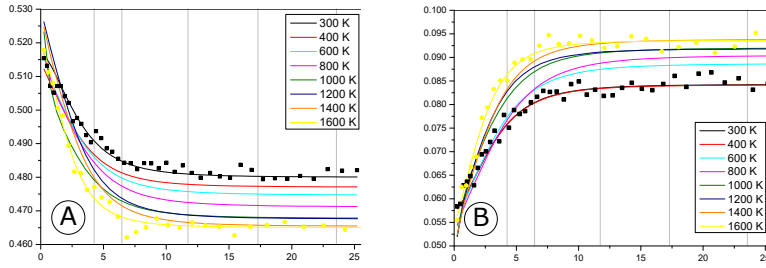 0.530
0.520
0.510
0.500
0.490
0.480
0.470
0.460
0
5
10
15
20
25
300 K
400 K
600 K
800 K
1000 K
1200 K
1400 K
1600 K
A
0.095
0.090
0.085
0.080
0.075
0.070
0.065
0.060
0.055
0.050
0
5
10
15
20
25
300 K
400 K
600 K
800 K
1000 K
1200 K
1400 K
1600 K
B